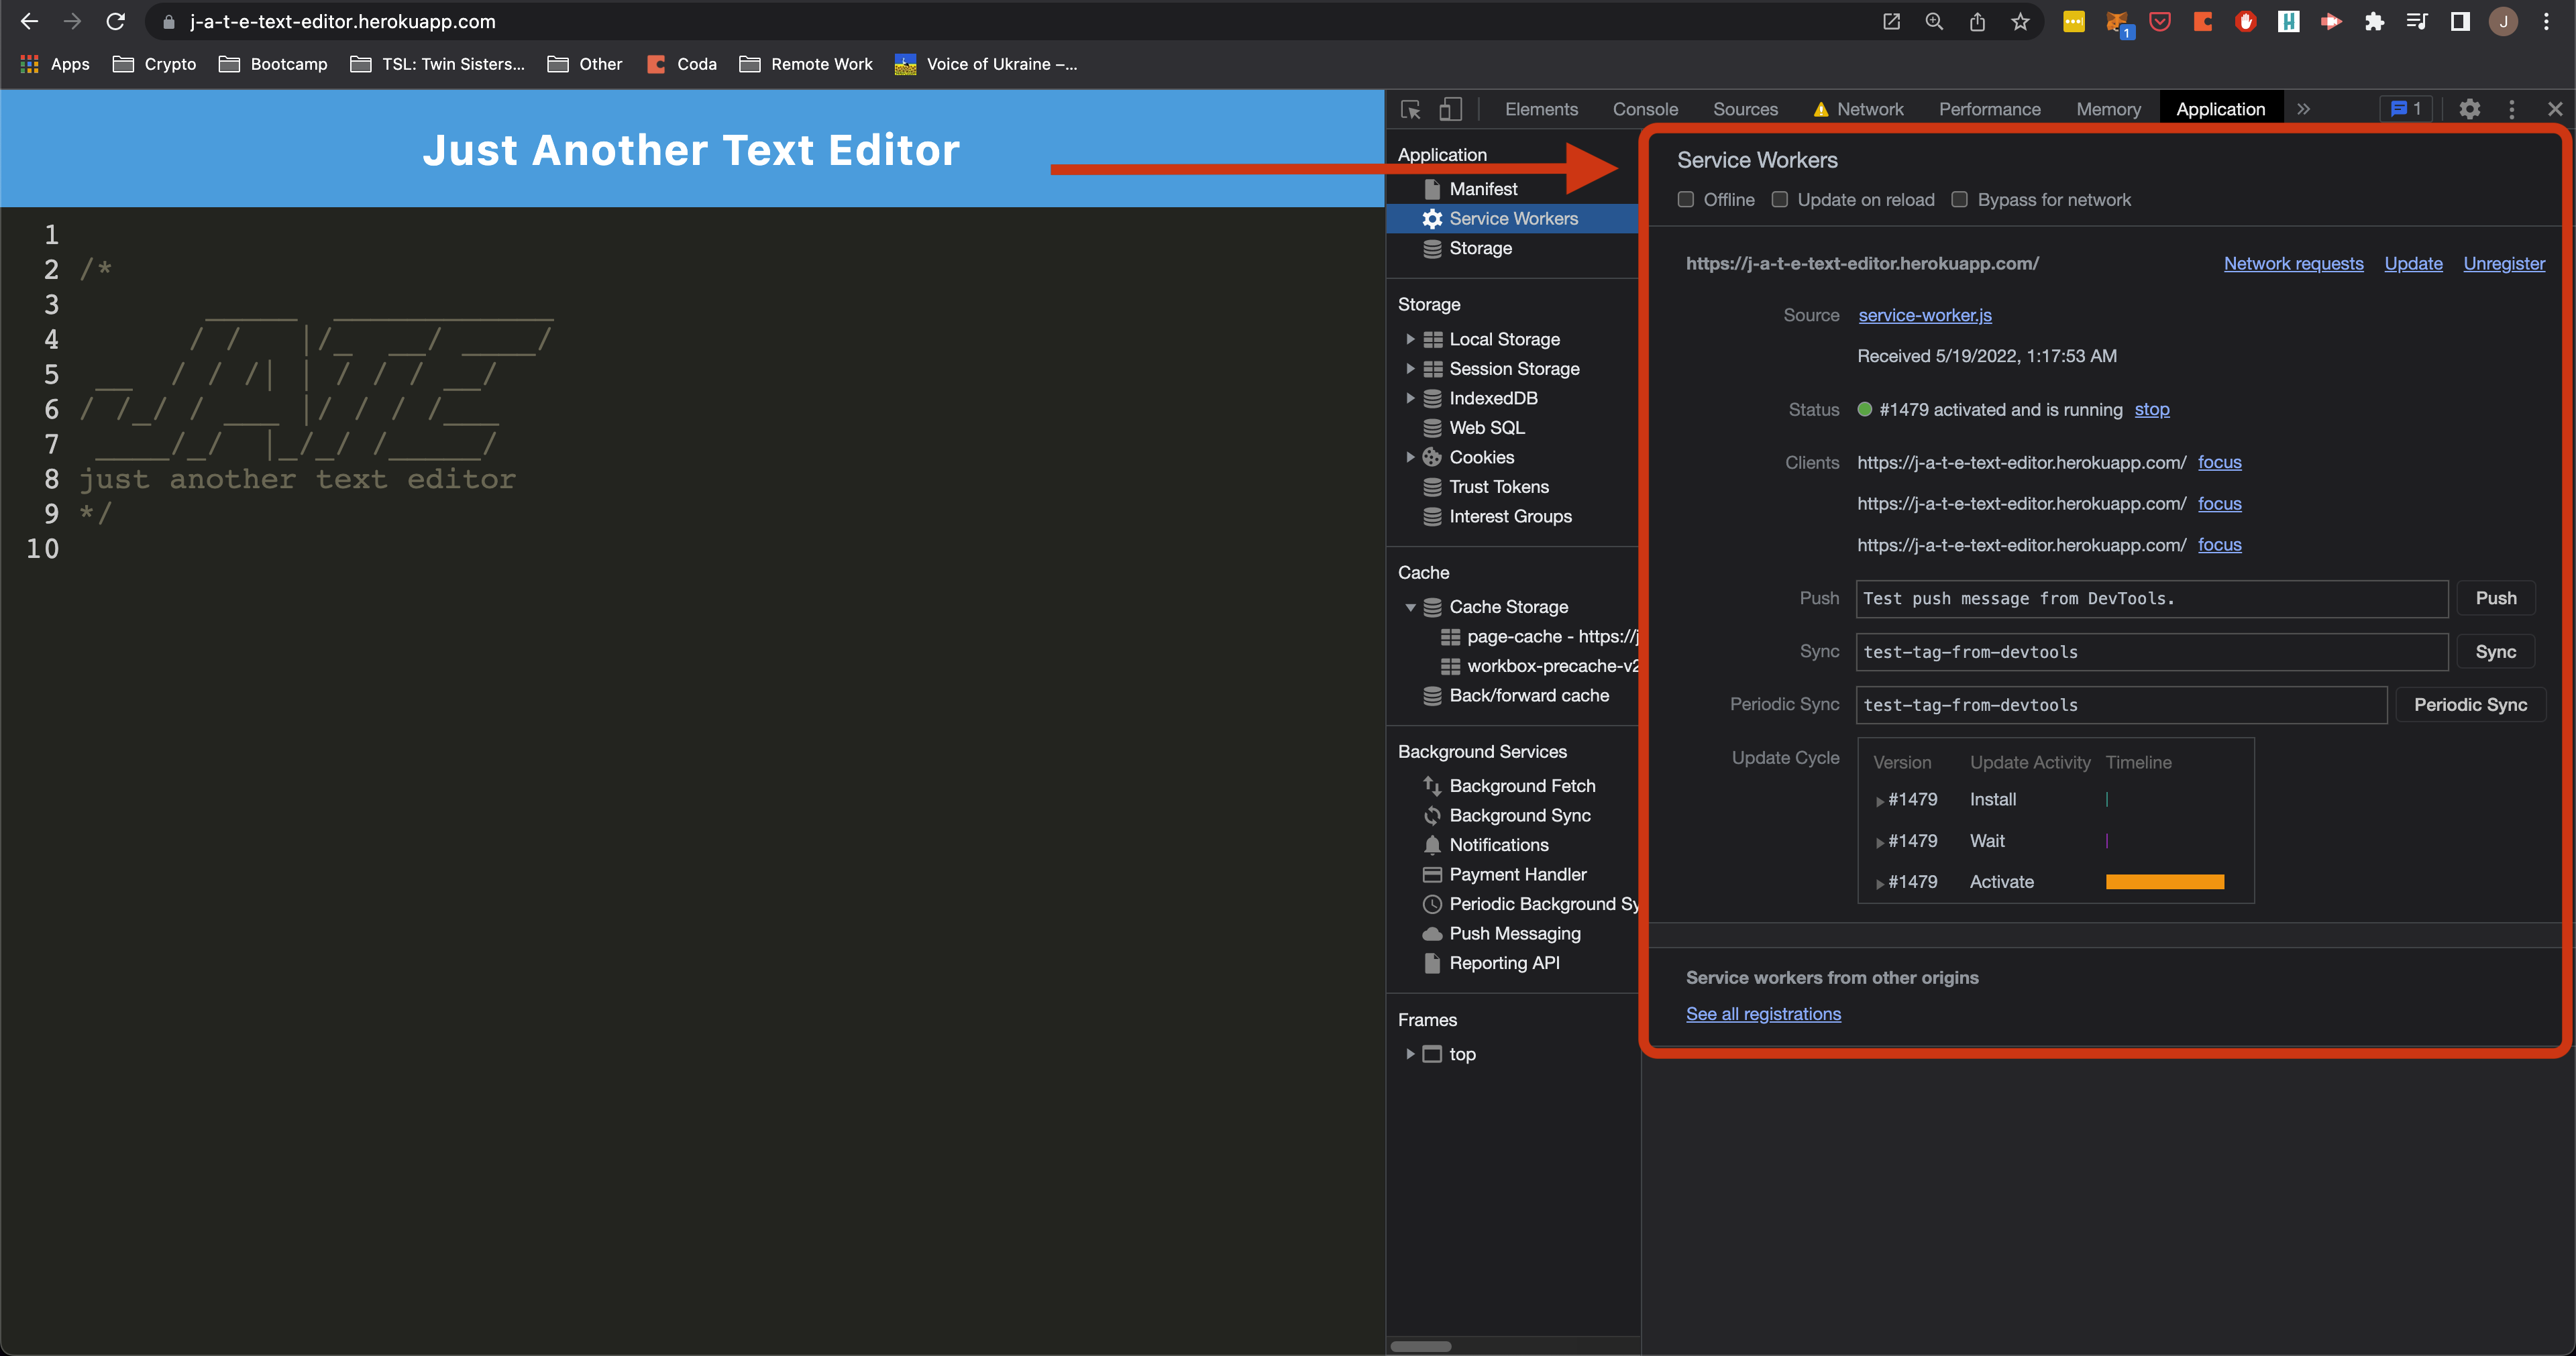 j-a-t-e-text-editor.herokuapp.com
1
J
Apps Crypto Bootcamp TSL: Twin Sisters... Other Coda Remote Work Voice of Ukraine –...
Just Another Text Editor
1
2 /*
3
4
5
6
7
8 just another text editor
9 */
10
Elements Console Sources Network Performance Memory Application » 1
Application
Manifest
Service Workers
Storage
Storage
Local Storage
Session Storage
IndexedDB
Web SQL
Cookies
Trust Tokens
Interest Groups
Cache
Cache Storage
page-cache - https://j
workbox-precache-v2
Back/forward cache
Background Services
Background Fetch
Background Sync
Notifications
Payment Handler
Periodic Background Sy
Push Messaging
Reporting API
Frames
top
Service Workers
Offline Update on reload Bypass for network
https://j-a-t-e-text-editor.herokuapp.com/ Network requests Update Unregister
Source service-worker.js
Received 5/19/2022, 1:17:53 AM
Status #1479 activated and is running stop
Clients https://j-a-t-e-text-editor.herokuapp.com/ focus
https://j-a-t-e-text-editor.herokuapp.com/ focus
https://j-a-t-e-text-editor.herokuapp.com/ focus
Push Test push message from DevTools. Push
Sync test-tag-from-devtools Sync
Periodic Sync test-tag-from-devtools Periodic Sync
Update Cycle Version Update Activity Timeline
#1479 Install
#1479 Wait
#1479 Activate
Service workers from other origins
See all registrations